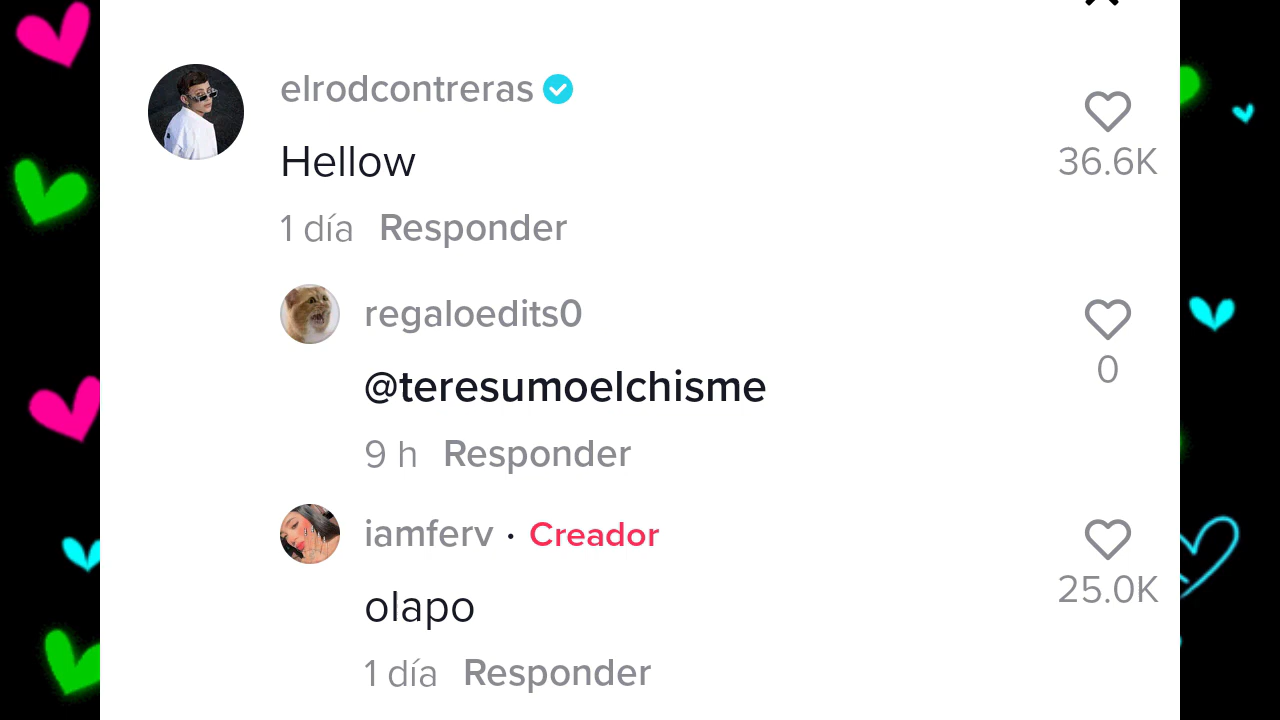 elrodcontreras
Hellow
36.6K
1 día Responder
regaloedits0
@teresumoelchisme
0
9 h Responder
iamferv · Creador
olapo
25.0K
1 día Responder